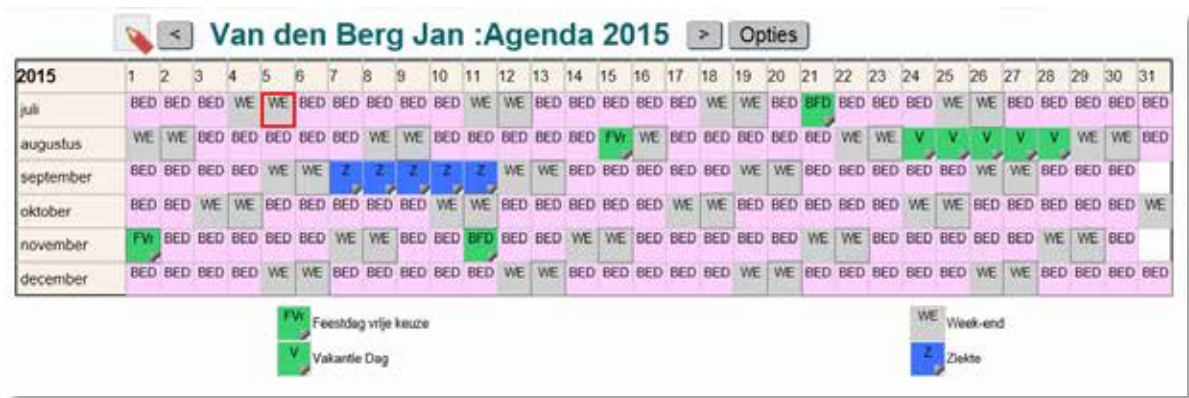 < Van den Berg Jan :Agenda 2015 > Opties
2015 1 2 3 4 5 6 7 8 9 10 11 12 13 14 15 16 17 18 19 20 21 22 23 24 25 26 27 28 29 30 31
juli BED BED BED WE WE BED BED BED BED BED WE WE BED BED BED BED BED WE WE BED BFD BED BED BED WE WE BED BED BED BED BED
augustus WE WE BED BED BED BED BED WE WE BED BED BED BED BED FVr WE BED BED BED BED BED WE WE V V V V V WE WE BED
september BED BED BED BED WE WE Z Z Z Z Z WE WE BED BED BED BED BED WE WE BED BED BED BED BED WE WE BED BED BED
oktober BED BED WE WE BED BED BED BED BED WE WE BED BED BED BED BED WE WE BED BED BED BED BED WE WE BED BED BED BED BED WE
november FVr BED BED BED BED BED WE WE BED BED BFD BED BED WE WE BED BED BED BED BED WE WE BED BED BED BED BED WE WE BED
december BED BED BED BED WE WE BED BED BED BED BED WE WE BED BED BED BED BED WE WE BED BED BED BED BED WE WE BED BED BED BED
FVr Feestdag vrije keuze WE Week-end
V Vakantie Dag Z Ziekte